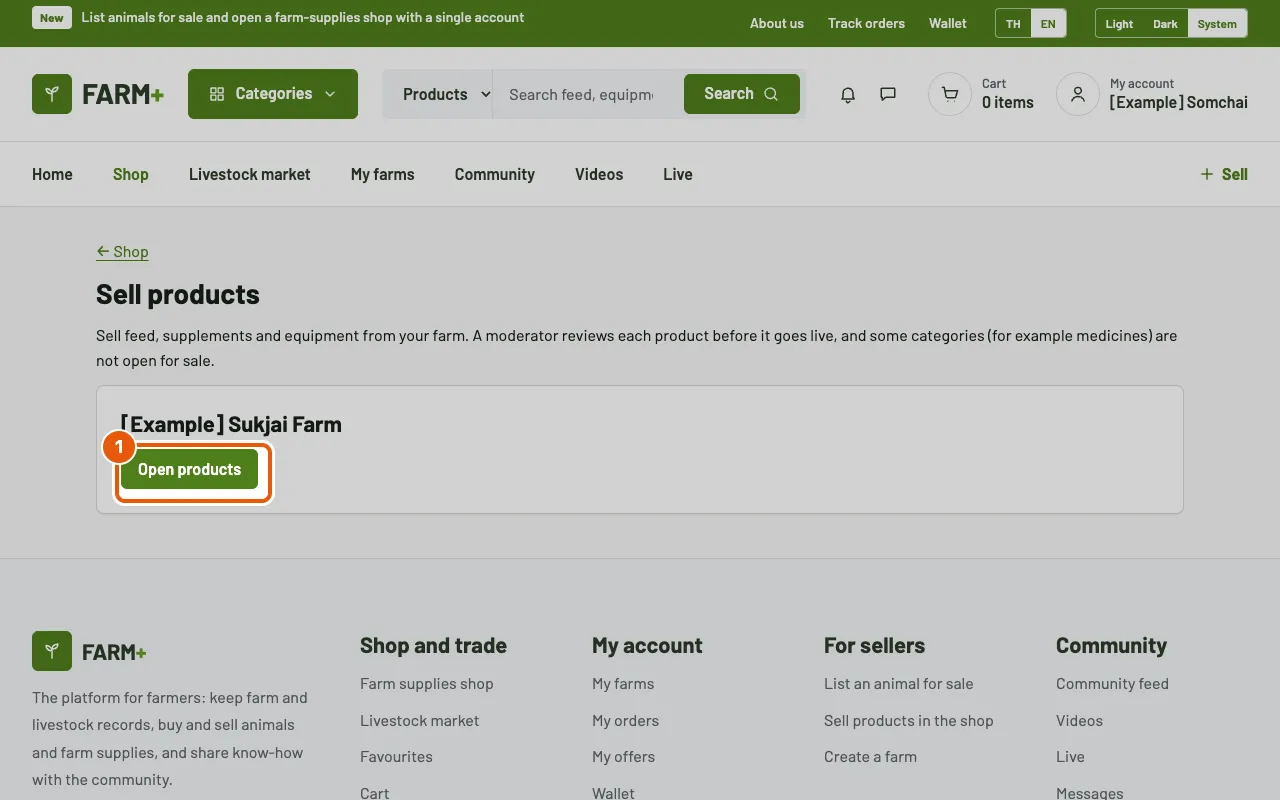 New List animals for sale and open a farm-supplies shop with a single account
About us Track orders Wallet TH EN Light Dark System
FARM+ Categories Products Search feed, equipm Search Cart 0 items My account [Example] Somchai
Home Shop Livestock market My farms Community Videos Live + Sell
← Shop
Sell products
Sell feed, supplements and equipment from your farm. A moderator reviews each product before it goes live, and some categories (for example medicines) are
not open for sale.
[Example] Sukjai Farm
1
Open products
FARM+
The platform for farmers: keep farm and
livestock records, buy and sell animals
and farm supplies, and share know-how
with the community.
Shop and trade
Farm supplies shop
Livestock market
Favourites
Cart
My account
My farms
My orders
My offers
Wallet
For sellers
List an animal for sale
Sell products in the shop
Create a farm
Community
Community feed
Videos
Live
Messages